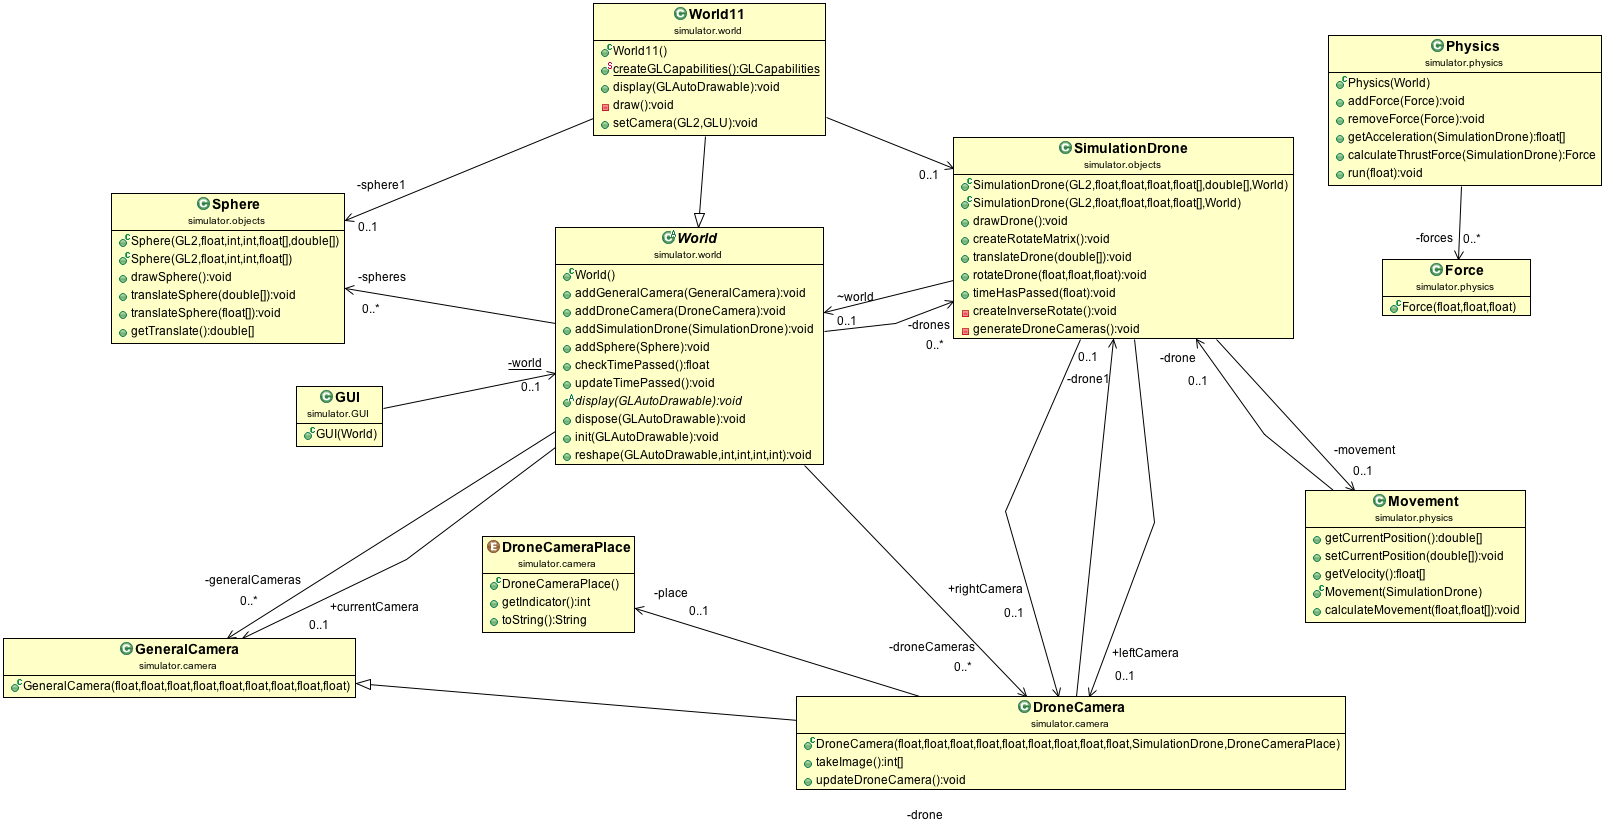 World11
simulator.world
World11()
createGLCapabilities():GLCapabilities
display(GLAutoDrawable):void
draw():void
setCamera(GL2,GLU):void
Physics
simulator.physics
Physics(World)
addForce(Force):void
removeForce(Force):void
getAcceleration(SimulationDrone):float[]
calculateThrustForce(SimulationDrone):Force
run(float):void
SimulationDrone
simulator.objects
SimulationDrone(GL2,float,float,float,float[],double[],World)
SimulationDrone(GL2,float,float,float,float[],World)
drawDrone():void
createRotateMatrix():void
translateDrone(double[]):void
rotateDrone(float,float,float):void
timeHasPassed(float):void
createInverseRotate():void
generateDroneCameras():void
0..1
-sphere1
0..1
Sphere
simulator.objects
Sphere(GL2,float,int,int,float[],double[])
Sphere(GL2,float,int,int,float[])
drawSphere():void
translateSphere(double[]):void
translateSphere(float[]):void
getTranslate():double[]
-spheres
0..*
World
simulator.world
World()
addGeneralCamera(GeneralCamera):void
addDroneCamera(DroneCamera):void
addSimulationDrone(SimulationDrone):void
addSphere(Sphere):void
checkTimePassed():float
updateTimePassed():void
display(GLAutoDrawable):void
dispose(GLAutoDrawable):void
init(GLAutoDrawable):void
reshape(GLAutoDrawable,int,int,int,int):void
~world
0..1
-drones
0..*
-forces
0..*
Force
simulator.physics
Force(float,float,float)
-world
0..1
GUI
simulator.GUI
GUI(World)
0..1
-drone1
-drone
0..1
-movement
0..1
Movement
simulator.physics
getCurrentPosition():double[]
setCurrentPosition(double[]):void
getVelocity():float[]
Movement(SimulationDrone)
calculateMovement(float,float[]):void
DroneCameraPlace
simulator.camera
DroneCameraPlace()
getIndicator():int
toString():String
-place
0..1
-generalCameras
0..*
+currentCamera
0..1
+rightCamera
0..1
-droneCameras
0..*
+leftCamera
0..1
GeneralCamera
simulator.camera
GeneralCamera(float,float,float,float,float,float,float,float,float)
DroneCamera
simulator.camera
DroneCamera(float,float,float,float,float,float,float,float,float,SimulationDrone,DroneCameraPlace)
takeImage():int[]
updateDroneCamera():void
-drone